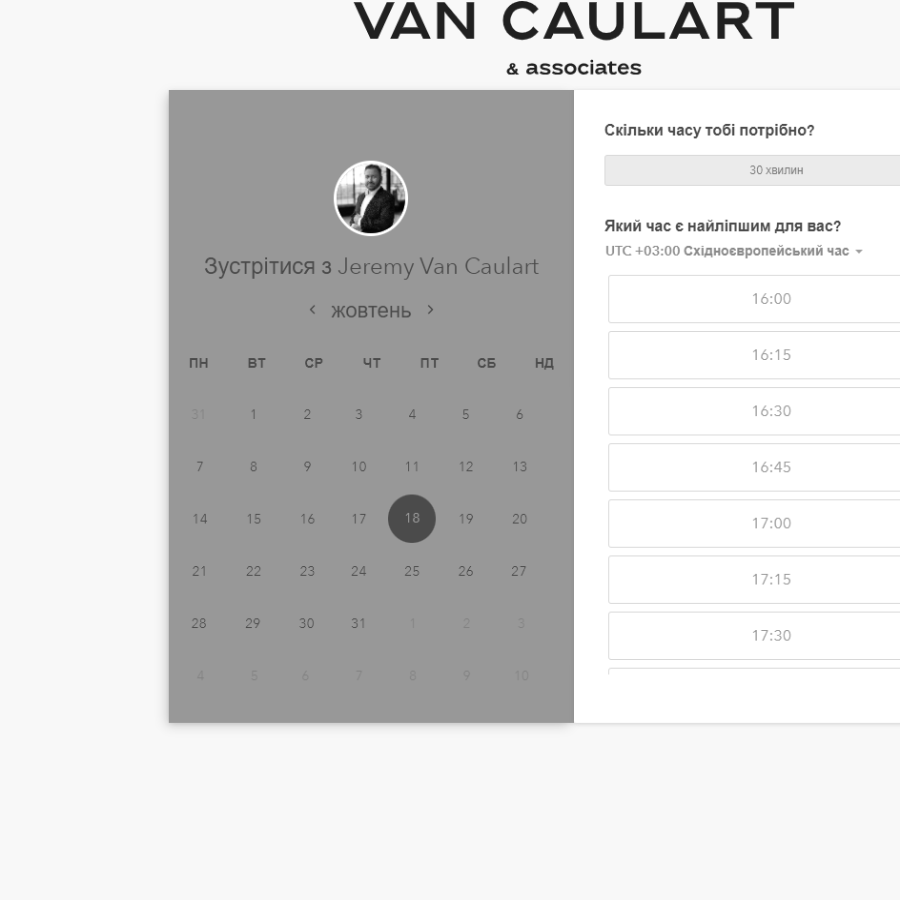 VAN CAULART
& associates
Зустрітися з Jeremy Van Caulart
жовтень
ПН ВТ СР ЧТ ПТ СБ НД
31 1 2 3 4 5 6
7 8 9 10 11 12 13
14 15 16 17 18 19 20
21 22 23 24 25 26 27
28 29 30 31 1 2 3
4 5 6 7 8 9 10
Скільки часу тобі потрібно?
30 хвилин
Який час є найліпшим для вас?
UTC +03:00 Східноєвропейський час
16:00
16:15
16:30
16:45
17:00
17:15
17:30